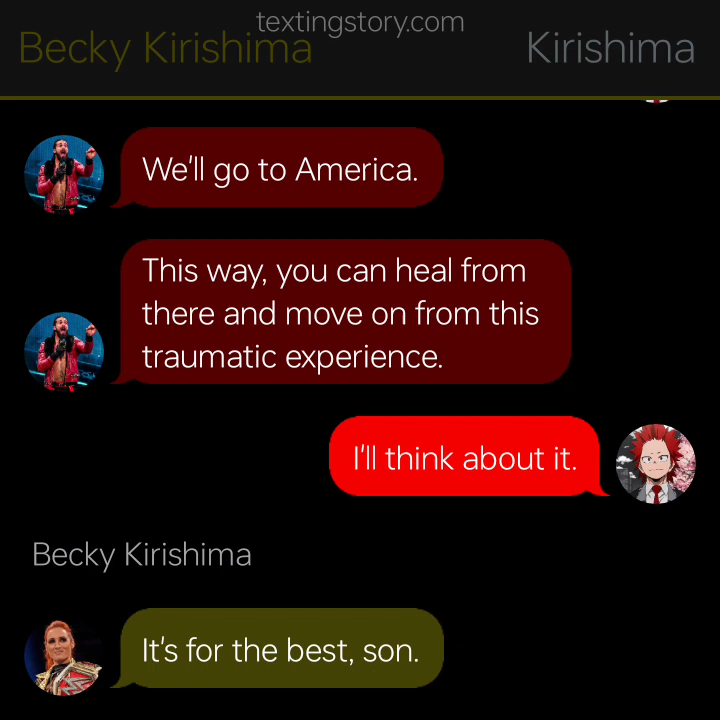 textingstory.com
Becky Kirishima
Kirishima
We'll go to America.
This way, you can heal from
there and move on from this
traumatic experience.
I'll think about it.
Becky Kirishima
It's for the best, son.